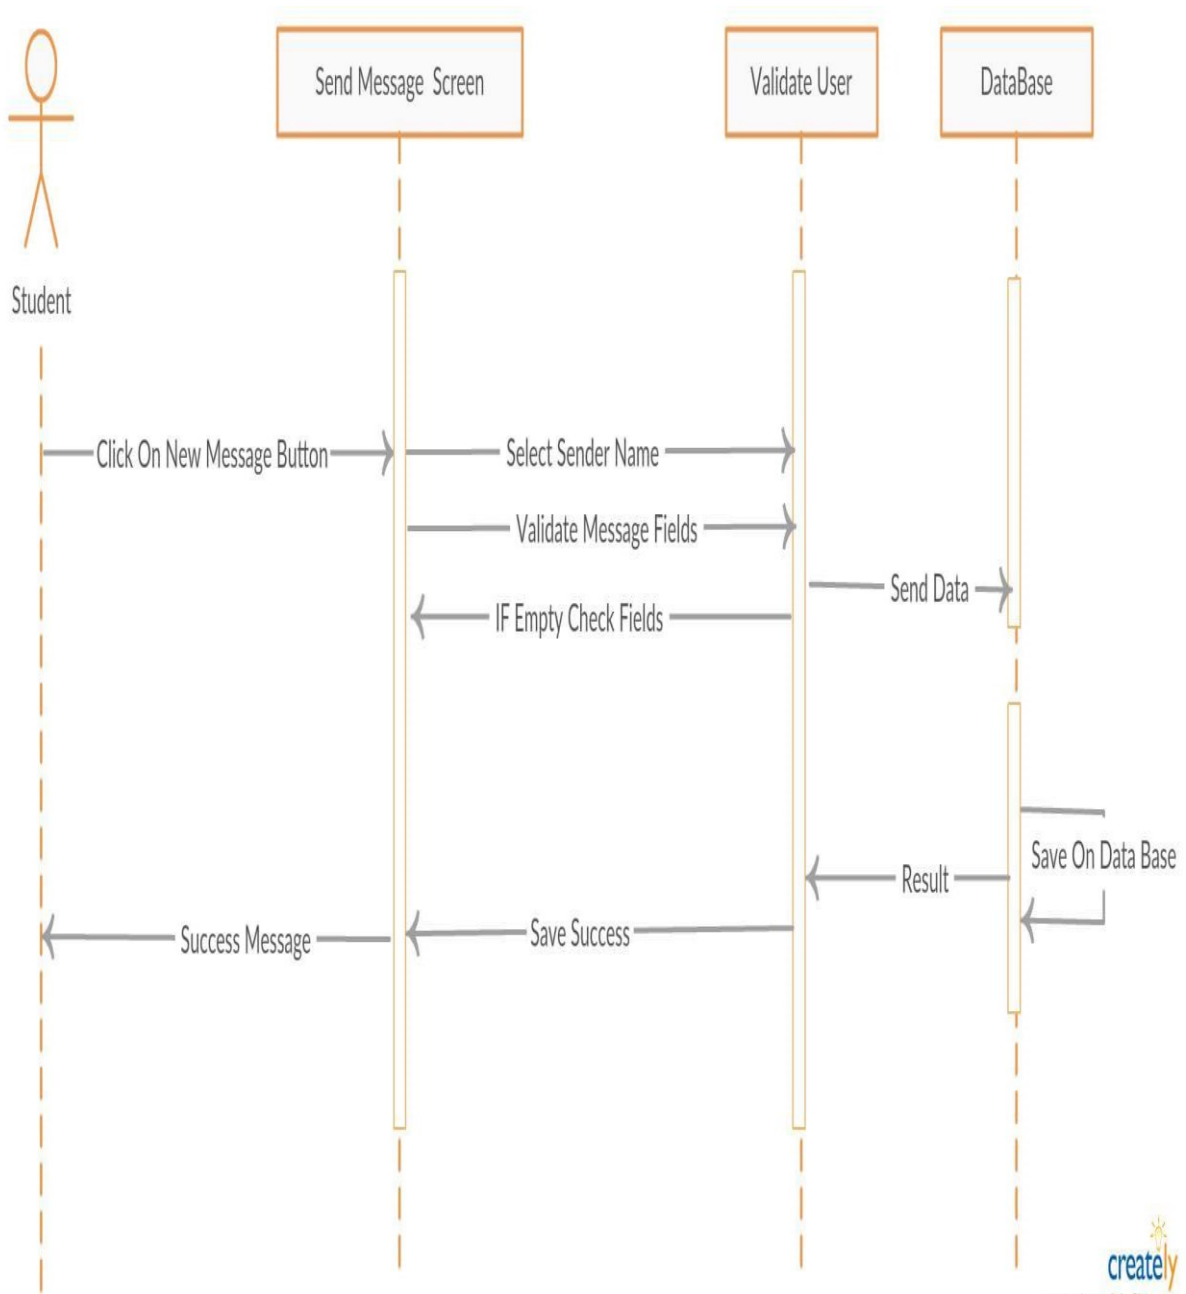 Send Message Screen
Validate User
DataBase
Student
Click On New Message Button
Select Sender Name
Validate Message Fields
Send Data
IF Empty Check Fields
Save On Data Base
Result
Save Success
Success Message
creately